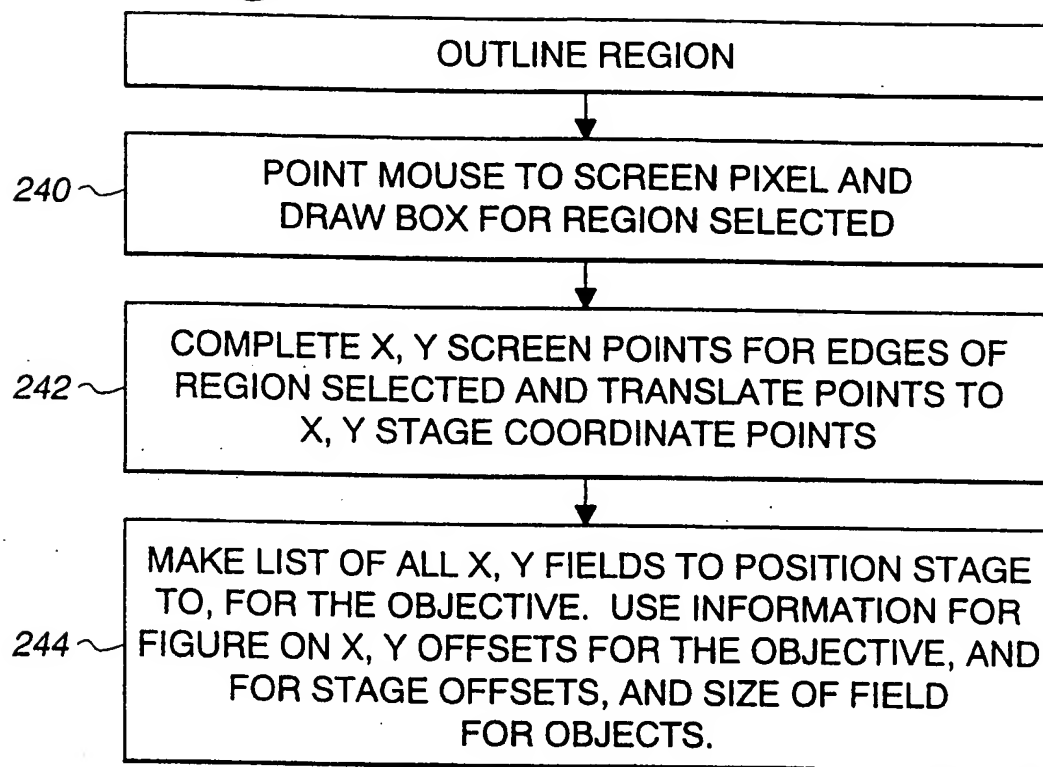 OUTLINE REGION
240
POINT MOUSE TO SCREEN PIXEL AND
DRAW BOX FOR REGION SELECTED
242
COMPLETE X, Y SCREEN POINTS FOR EDGES OF
REGION SELECTED AND TRANSLATE POINTS TO
X, Y STAGE COORDINATE POINTS
244
MAKE LIST OF ALL X, Y FIELDS TO POSITION STAGE
TO, FOR THE OBJECTIVE. USE INFORMATION FOR
FIGURE ON X, Y OFFSETS FOR THE OBJECTIVE, AND
FOR STAGE OFFSETS, AND SIZE OF FIELD
FOR OBJECTS.